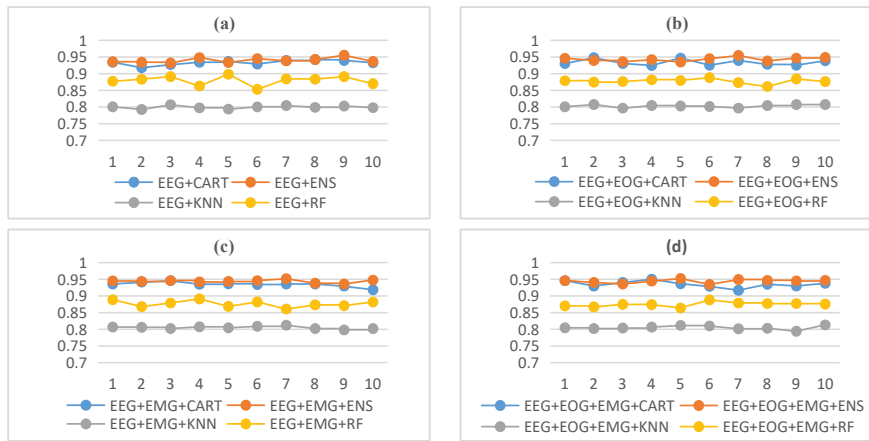 (a)
1
0.95
0.9
0.85
0.8
0.75
0.7
1 2 3 4 5 6 7 8 9 10
EEG+CART EEG+ENS
EEG+KNN EEG+RF
(b)
1
0.95
0.9
0.85
0.8
0.75
0.7
1 2 3 4 5 6 7 8 9 10
EEG+EOG+CART EEG+EOG+ENS
EEG+EOG+KNN EEG+EOG+RF
(c)
1
0.95
0.9
0.85
0.8
0.75
0.7
1 2 3 4 5 6 7 8 9 10
EEG+EMG+CART EEG+EMG+ENS
EEG+EMG+KNN EEG+EMG+RF
(d)
1
0.95
0.9
0.85
0.8
0.75
0.7
1 2 3 4 5 6 7 8 9 10
EEG+EOG+EMG+CART EEG+EOG+EMG+ENS
EEG+EOG+EMG+KNN EEG+EOG+EMG+RF